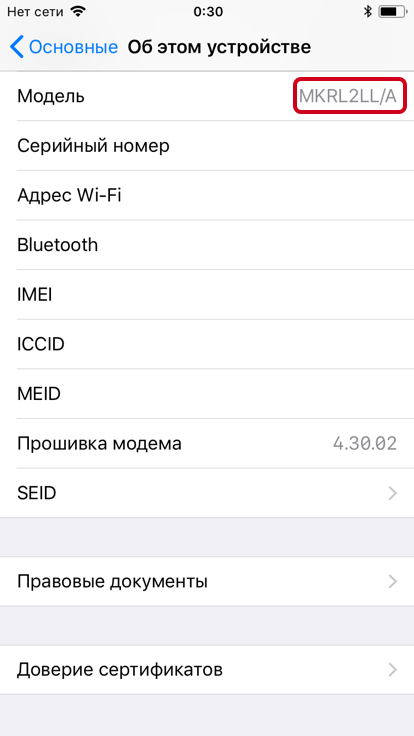 Нет сети 0:30
Основные Об этом устройстве
Модель MKRL2LL/A
Серийный номер
Адрес Wi-Fi
Bluetooth
IMEI
ICCID
MEID
Прошивка модема 4.30.02
SEID
Правовые документы
Доверие сертификатов